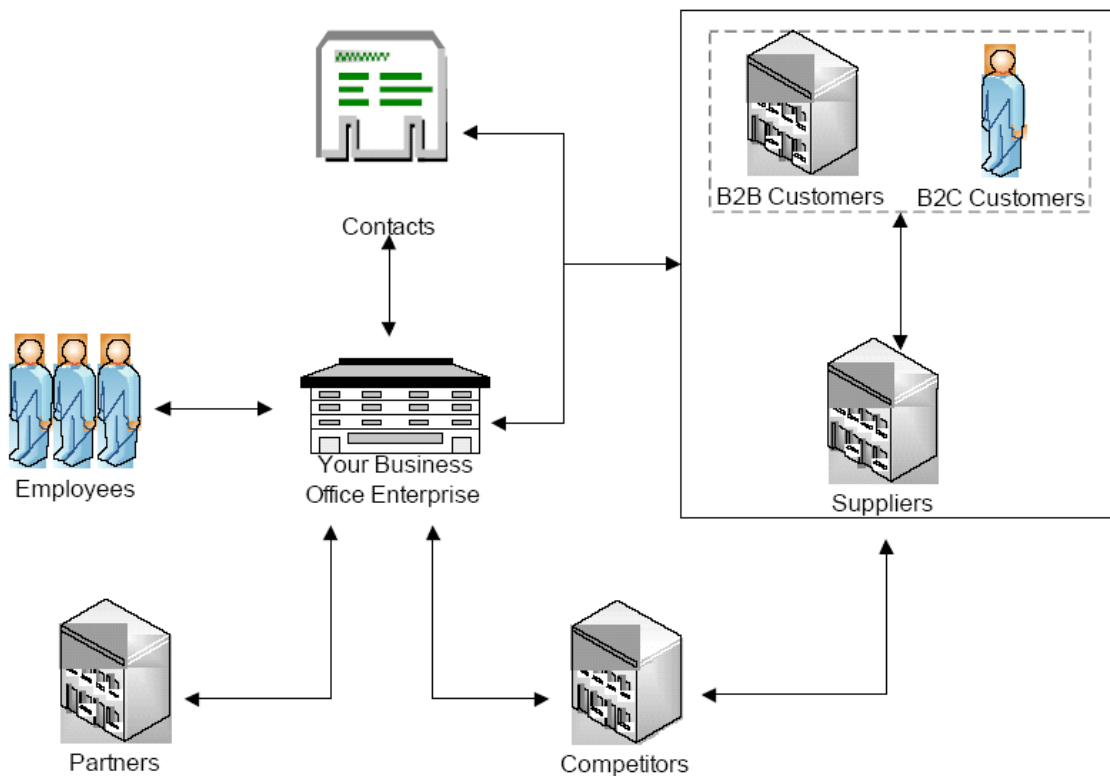 B2B Customers
B2C Customers
Contacts
Employees
Your Business
Office Enterprise
Suppliers
Partners
Competitors